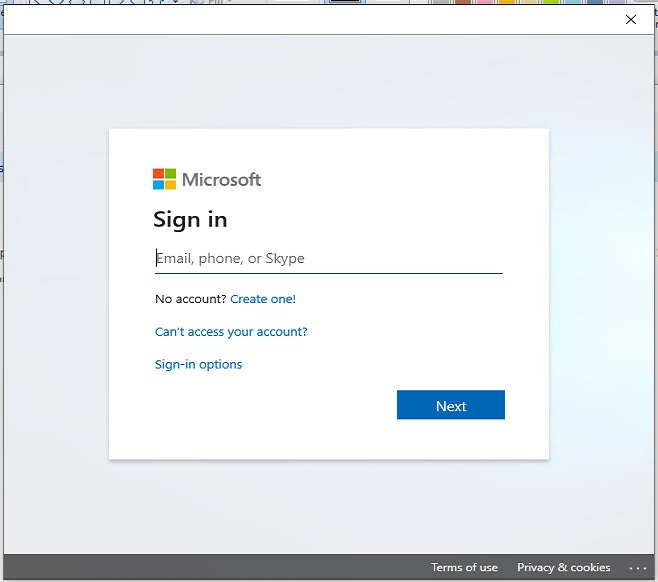 Microsoft
Sign in
Email, phone, or Skype
No account? Create one!
Can't access your account?
Sign-in options
Next
Terms of use Privacy & cookies ...